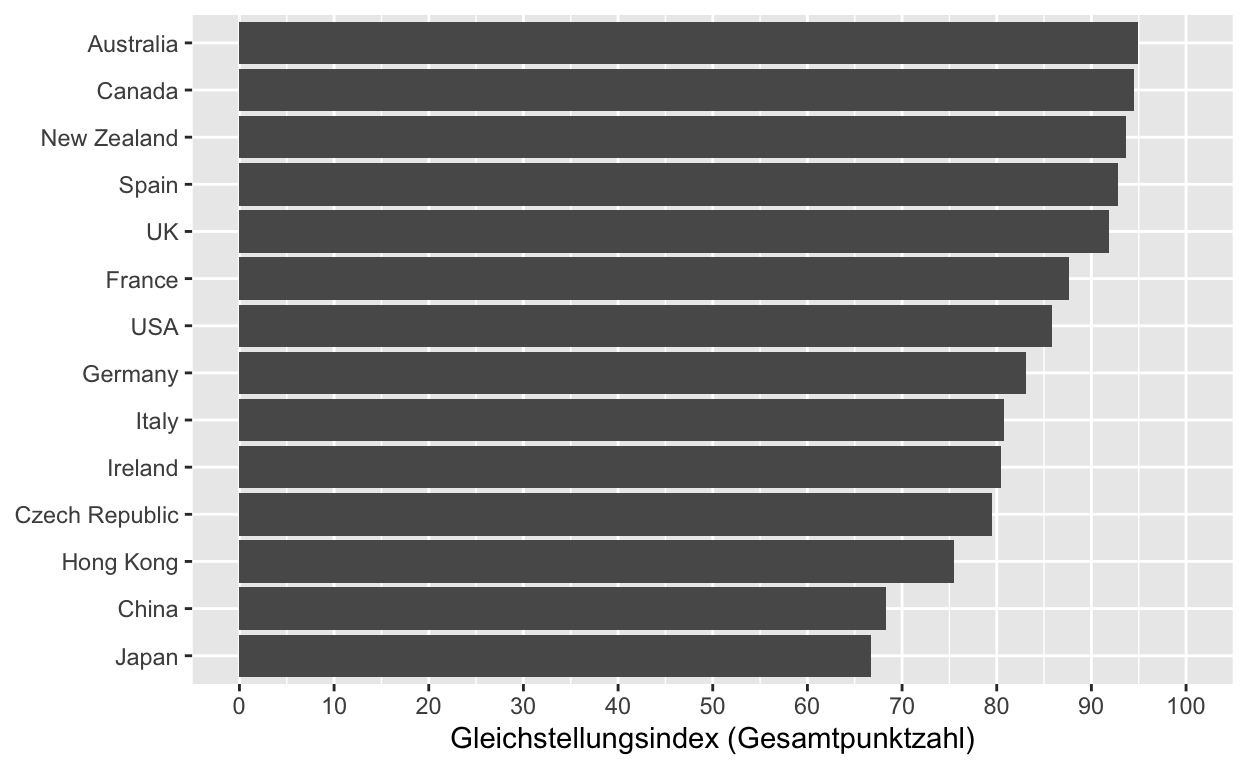 Australia
Canada
New Zealand
Spain
UK
France
USA
Germany
Italy
Ireland
Czech Republic
Hong Kong
China
Japan
0 10 20 30 40 50 60 70 80 90 100
Gleichstellungsindex (Gesamtpunktzahl)